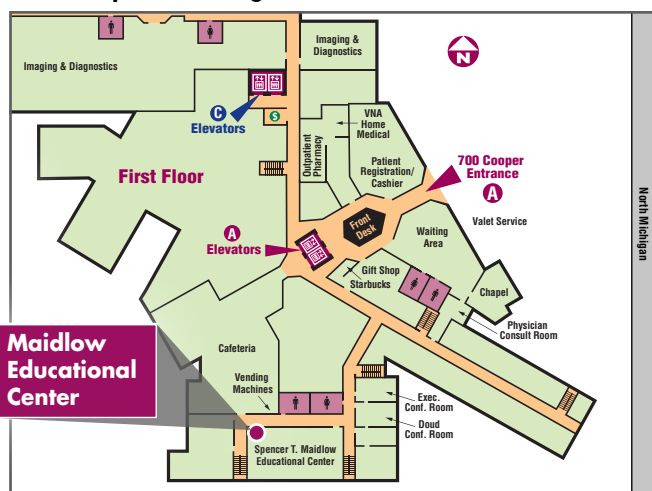 Imaging & Diagnostics
Imaging &
Diagnostics
N
C
Elevators
S
VNA
Home
Medical
Outpatient
Pharmacy
Patient
Registration/
Cashier
700 Cooper
Entrance
A
Valet Service
North Michigan
First Floor
Front
Desk
A
Elevators
Waiting
Area
Gift Shop
Starbucks
Chapel
Physician
Consult Room
Maidlow
Educational
Center
Cafeteria
Vending
Machines
Exec.
Conf. Room
Doud
Conf. Room
Spencer T. Maidlow
Educational Center